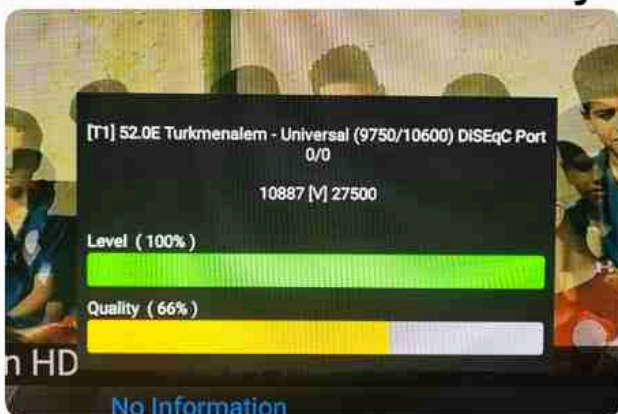 [T1] 52.0E Turkmenalem - Universal (9750/10600) DiSEqC Port
0/0
10887 [V] 27500
Level ( 100% )
Quality ( 66% )
n HD
No Information